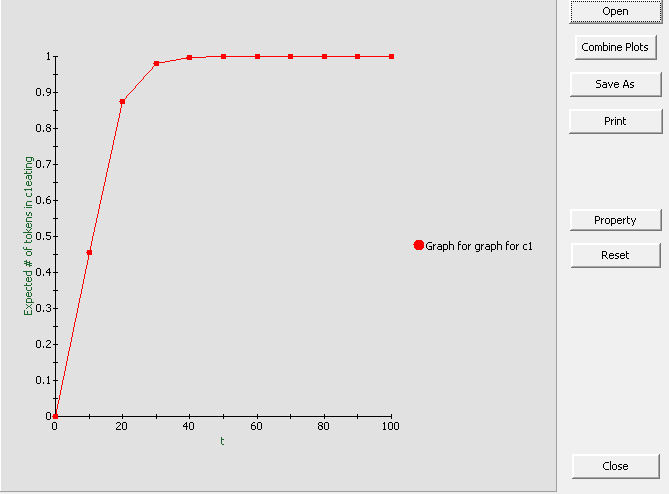 Expected # of tokens in c1eating
1
0.9
0.8
0.7
0.6
0.5
0.4
0.3
0.2
0.1
0
0 20 40 60 80 100
t
Graph for graph for c1
Open
Combine Plots
Save As
Print
Property
Reset
Close